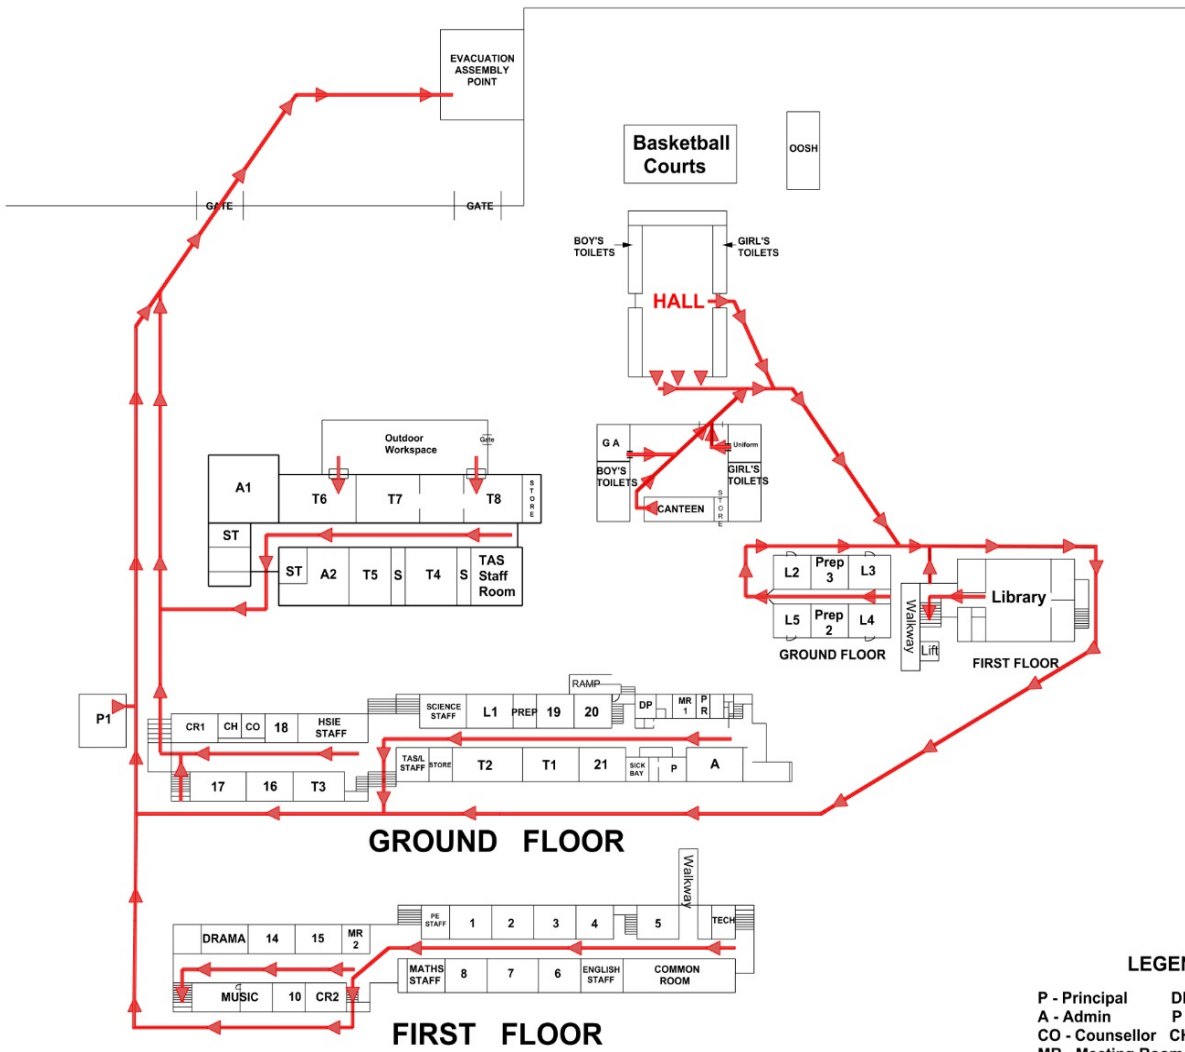 EVACUATION
ASSEMBLY
POINT
Basketball
Courts
OOSH
GATE
GATE
BOY'S
TOILETS
GIRL'S
TOILETS
HALL
Outdoor
Workspace
Gate
G A
Uniform
BOY'S
TOILETS
GIRL'S
TOILETS
CANTEEN
STORE
A1
T6
T7
T8
STORE
ST
ST
A2
T5
S
T4
S
TAS
Staff
Room
L2
Prep
3
L3
L5
Prep
2
L4
GROUND FLOOR
Walkway
Lift
Library
FIRST FLOOR
P1
RAMP
CR1
CH
CO
18
HSIE
STAFF
SCIENCE
STAFF
L1
PREP
19
20
DP
MR
1
P
R
17
16
T3
TAS/L
STAFF
STORE
T2
T1
21
SICK
BAY
P
A
GROUND FLOOR
Walkway
DRAMA
14
15
MR
2
PE
STAFF
1
2
3
4
5
TECH
MUSIC
10
CR2
MATHS
STAFF
8
7
6
ENGLISH
STAFF
COMMON
ROOM
FIRST FLOOR
P - Principal
A - Admin P
CO - Counsellor